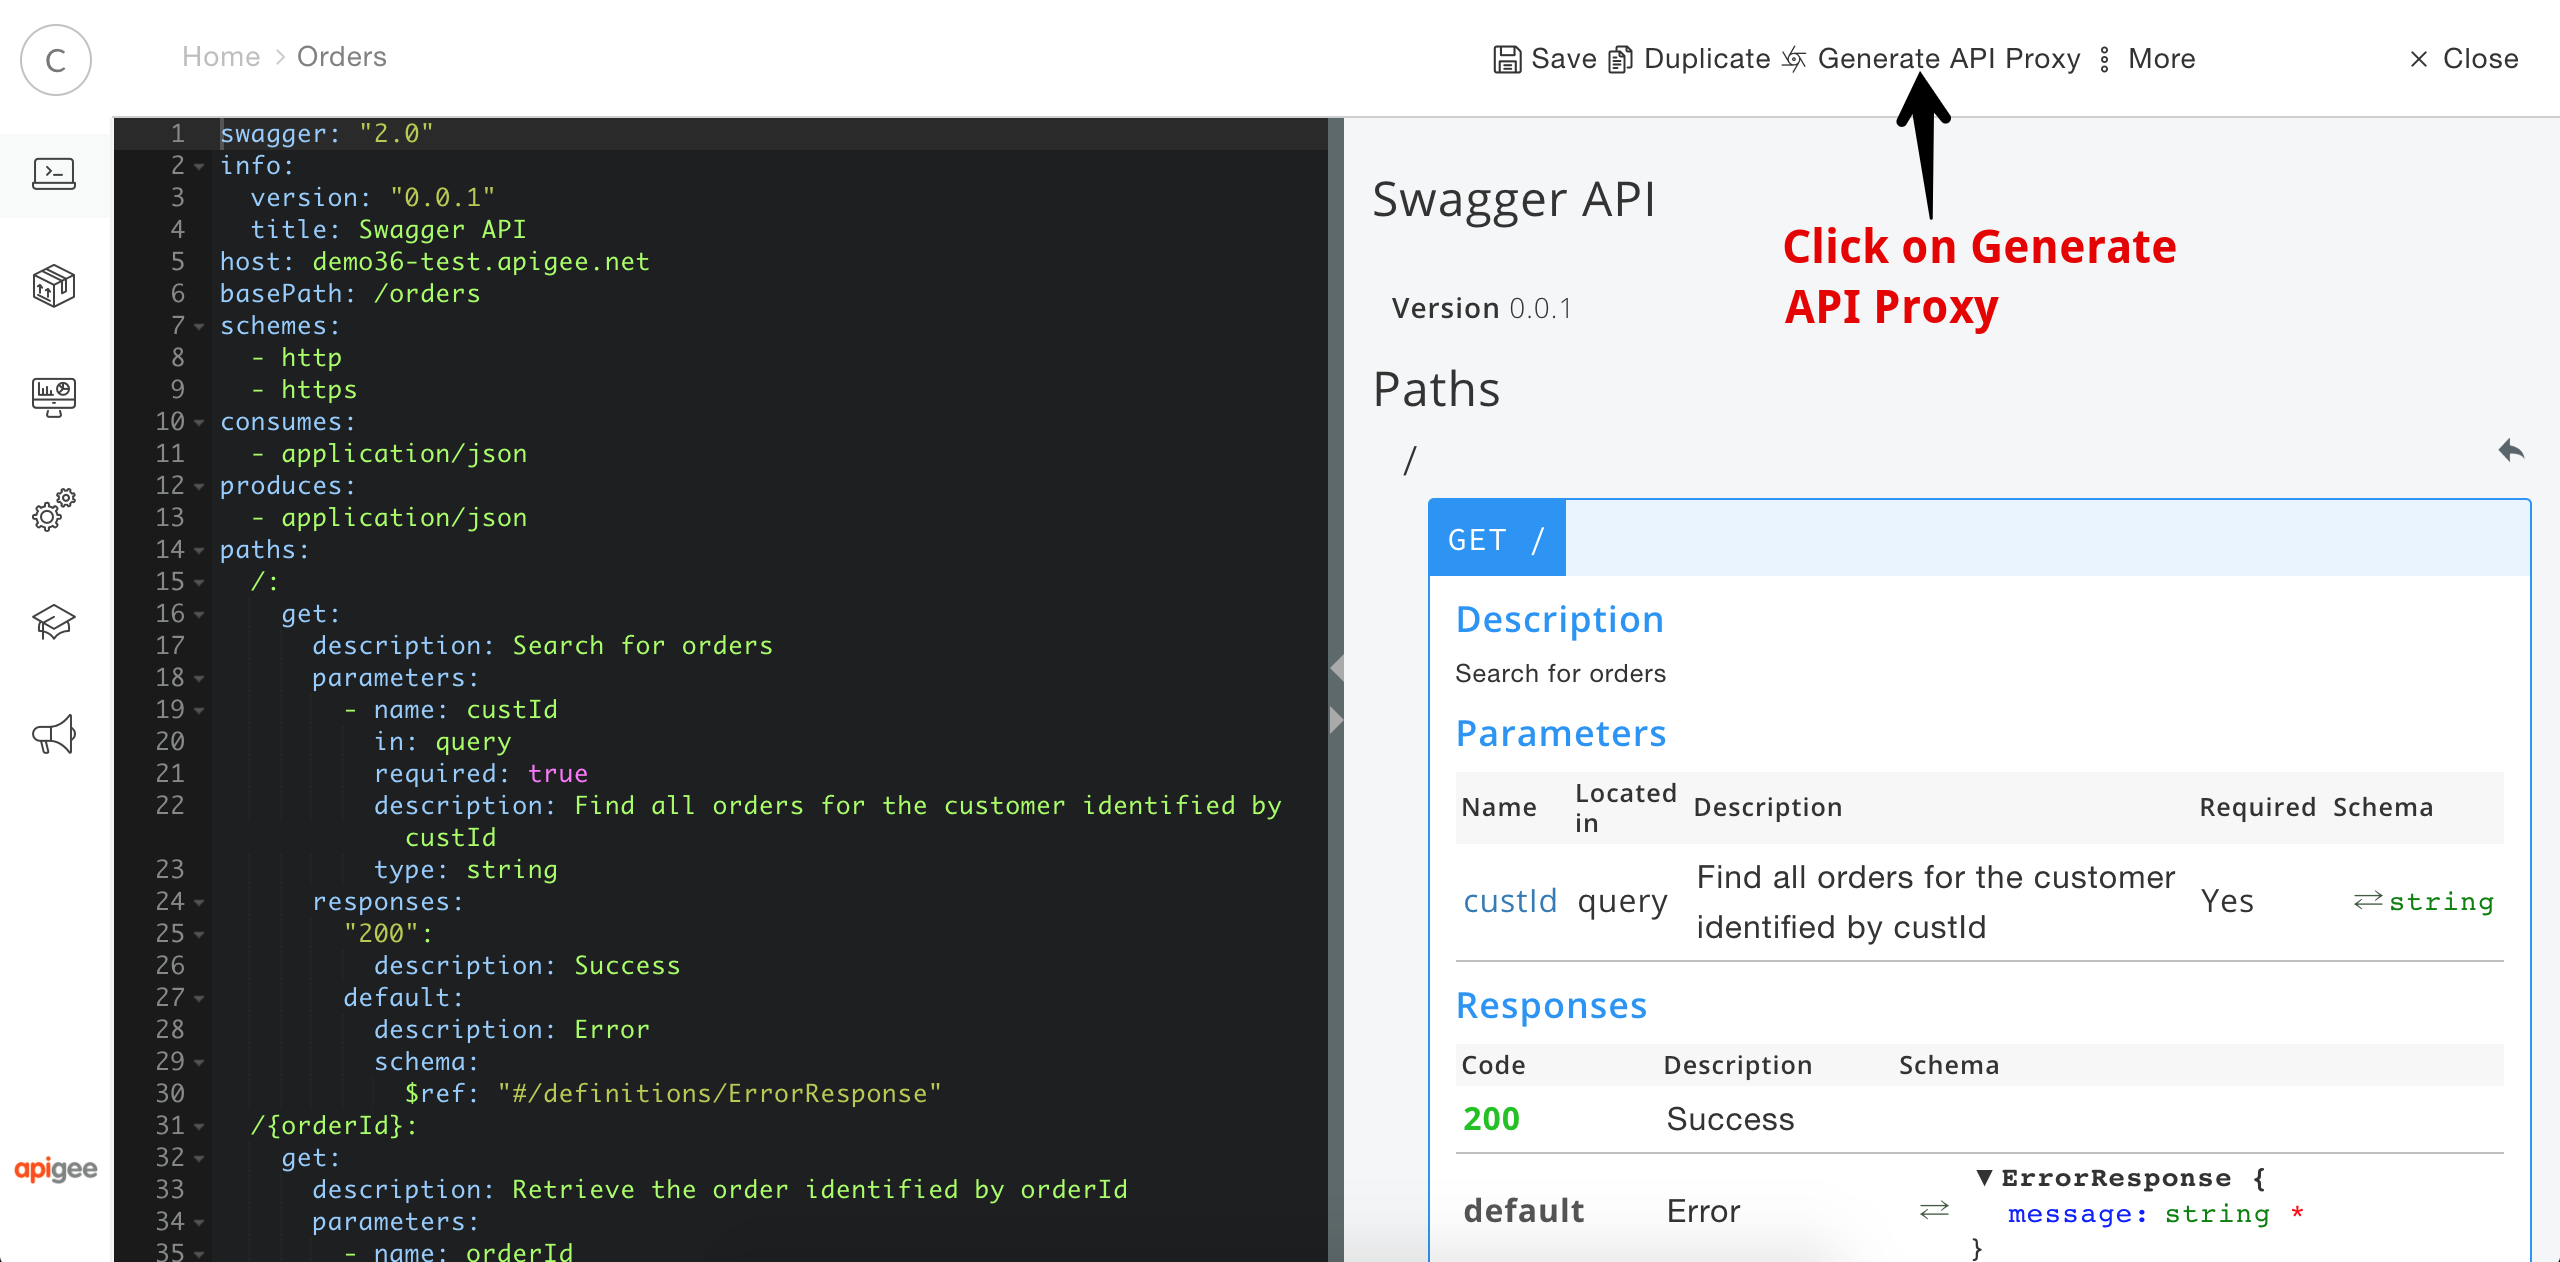 C
Home > Orders
Save Duplicate Generate API Proxy More
× Close
1 swagger: "2.0"
2 info:
3 version: "0.0.1"
4 title: Swagger API
5 host: demo36-test.apigee.net
6 basePath: /orders
7 schemes:
8 - http
9 - https
10 consumes:
11 - application/json
12 produces:
13 - application/json
14 paths:
15 /:
16 get:
17 description: Search for orders
18 parameters:
19 - name: custId
20 in: query
21 required: true
22 description: Find all orders for the customer identified by
custId
23 type: string
24 responses:
25 "200":
26 description: Success
27 default:
28 description: Error
29 schema:
30 $ref: "#/definitions/ErrorResponse"
31 /{orderId}:
32 get:
33 description: Retrieve the order identified by orderId
34 parameters:
35 - name: orderId
apigee
Swagger API
Click on Generate
API Proxy
Version 0.0.1
Paths
/
GET /
Description
Search for orders
Parameters
Name Located in Description Required Schema
custId query Find all orders for the customer Yes ⇄ string
identified by custId
Responses
Code Description Schema
200 Success
default Error ⇄ ▼ ErrorResponse {
message: string *
}